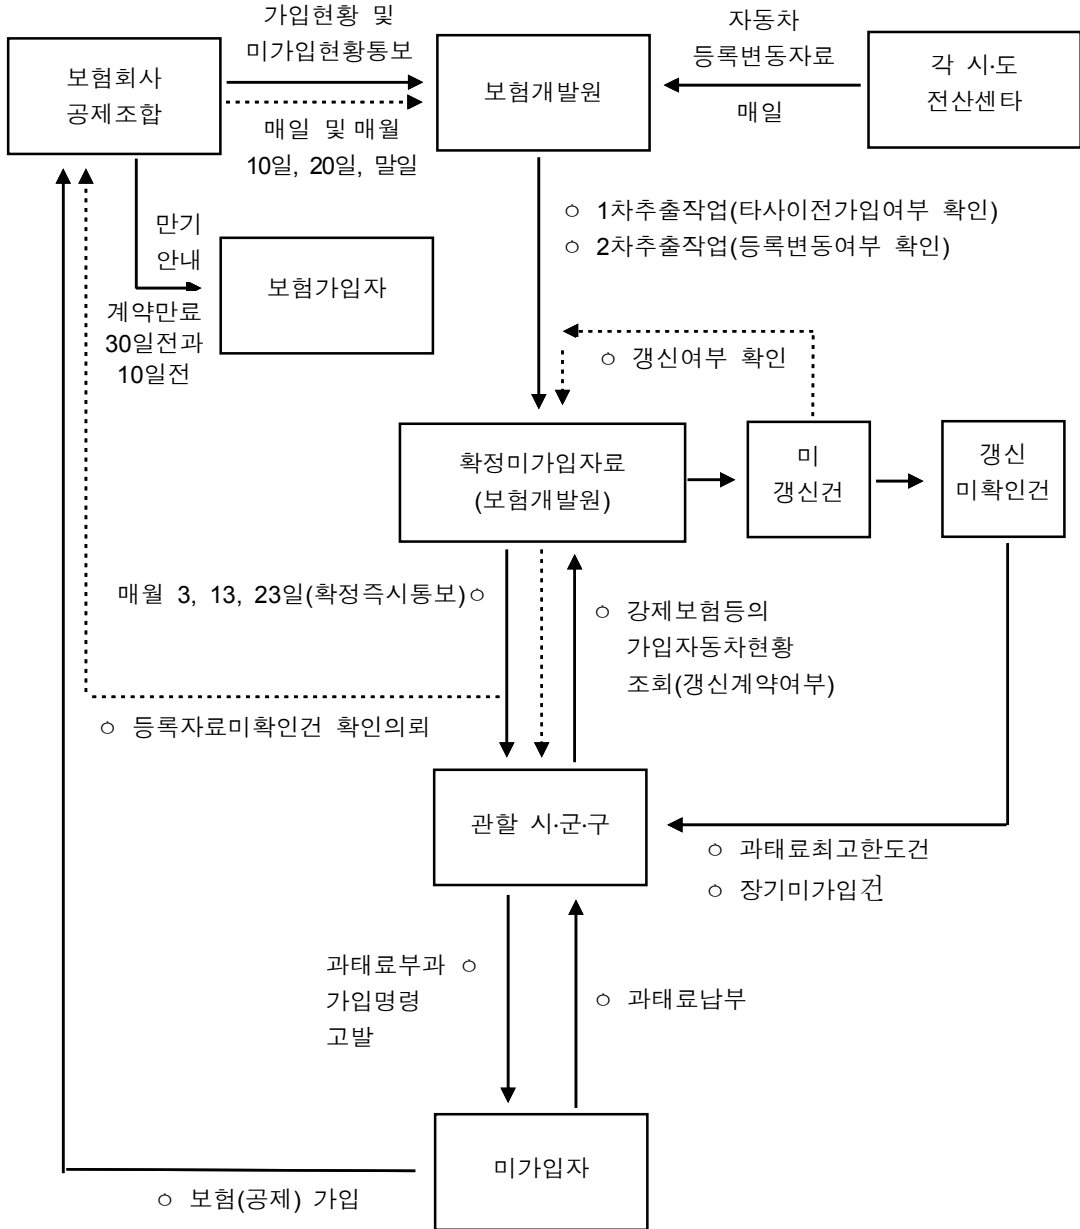 가입현황 및
미가입현황통보
자동차
등록변동자료
보험회사
공제조합
보험개발원
각 시·도
전산센타
매일 및 매월
10일, 20일, 말일
매일
○ 1차추출작업(타사이전가입여부 확인)
○ 2차추출작업(등록변동여부 확인)
만기
안내
보험가입자
계약만료
30일전과
10일전
○ 갱신여부 확인
확정미가입자료
(보험개발원)
미
갱신건
갱신
미확인건
매월 3, 13, 23일(확정즉시통보)○
○ 강제보험등의
가입자동차현황
조회(갱신계약여부)
○ 등록자료미확인건 확인의뢰
관할 시·군·구
○ 과태료최고한도건
○ 장기미가입건
과태료부과 ○
가입명령
고발
○ 과태료납부
미가입자
○ 보험(공제) 가입